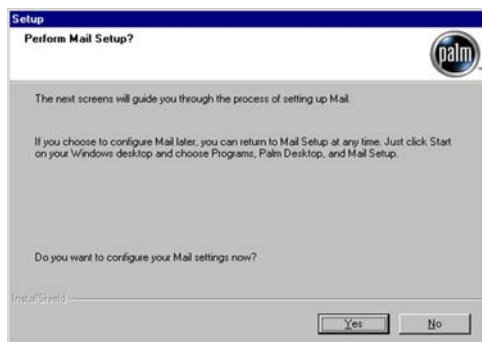 Setup
Perform Mail Setup?
palm
The next screens will guide you through the process of setting up Mail.
If you choose to configure Mail later, you can return to Mail Setup at any time. Just click Start
on your Windows desktop and choose Programs, Palm Desktop, and Mail Setup.
Do you want to configure your Mail settings now?
InstallShield
Yes
No